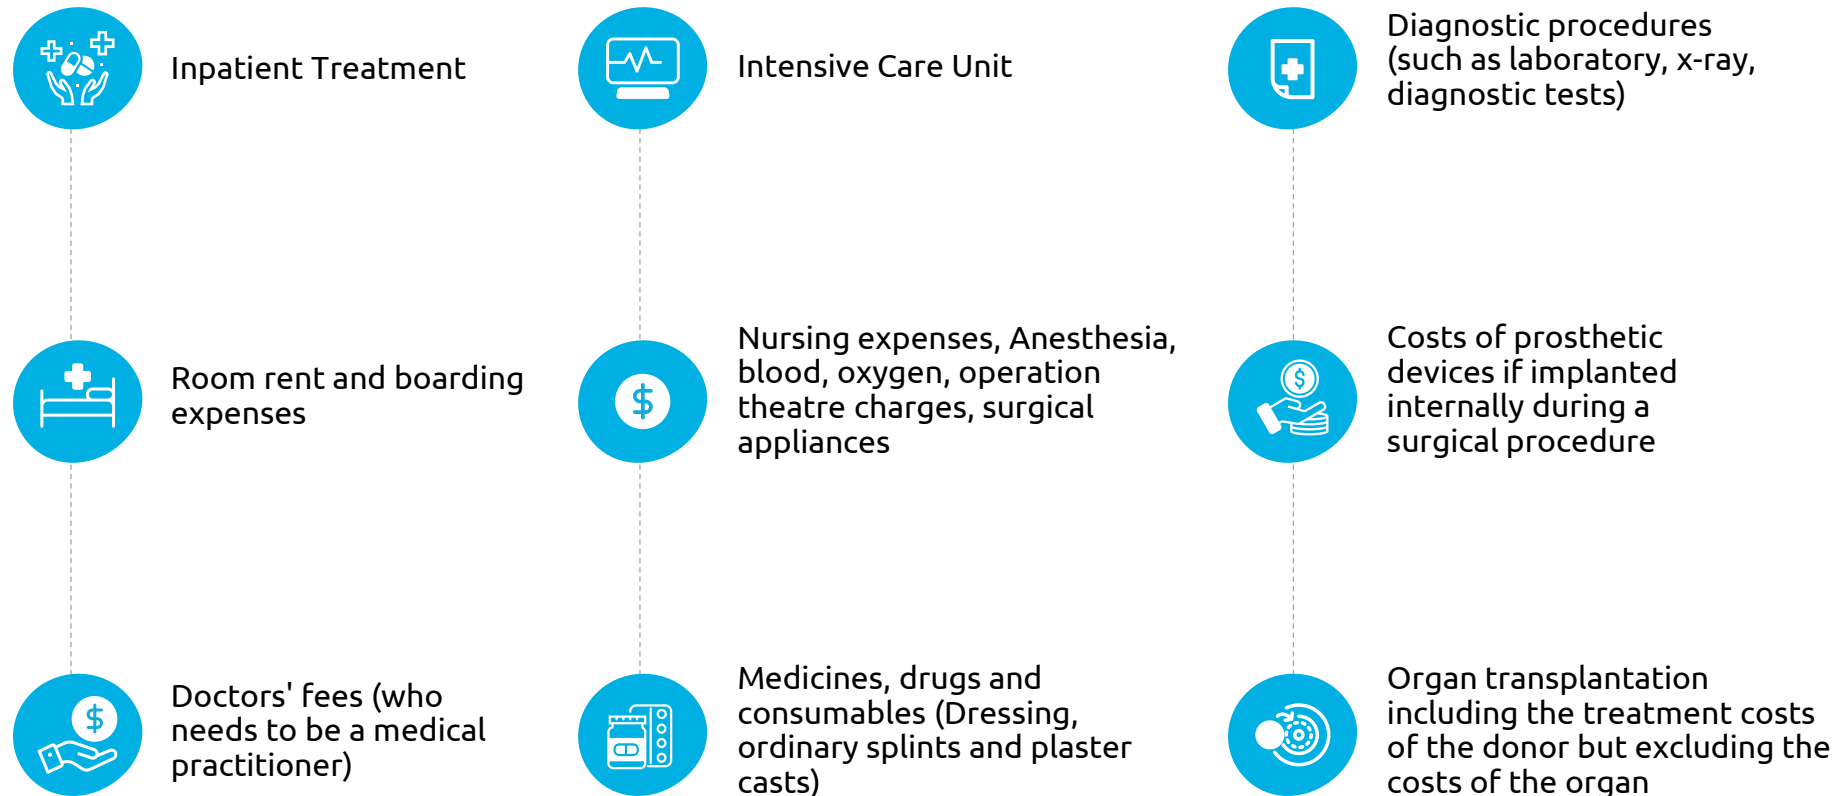 Inpatient Treatment
Intensive Care Unit
Diagnostic procedures
(such as laboratory, x-ray,
diagnostic tests)
Room rent and boarding
expenses
Nursing expenses, Anesthesia,
blood, oxygen, operation
theatre charges, surgical
appliances
Costs of prosthetic
devices if implanted
internally during a
surgical procedure
Doctors' fees (who
needs to be a medical
practitioner)
Medicines, drugs and
consumables (Dressing,
ordinary splints and plaster
casts)
Organ transplantation
including the treatment costs
of the donor but excluding the
costs of the organ